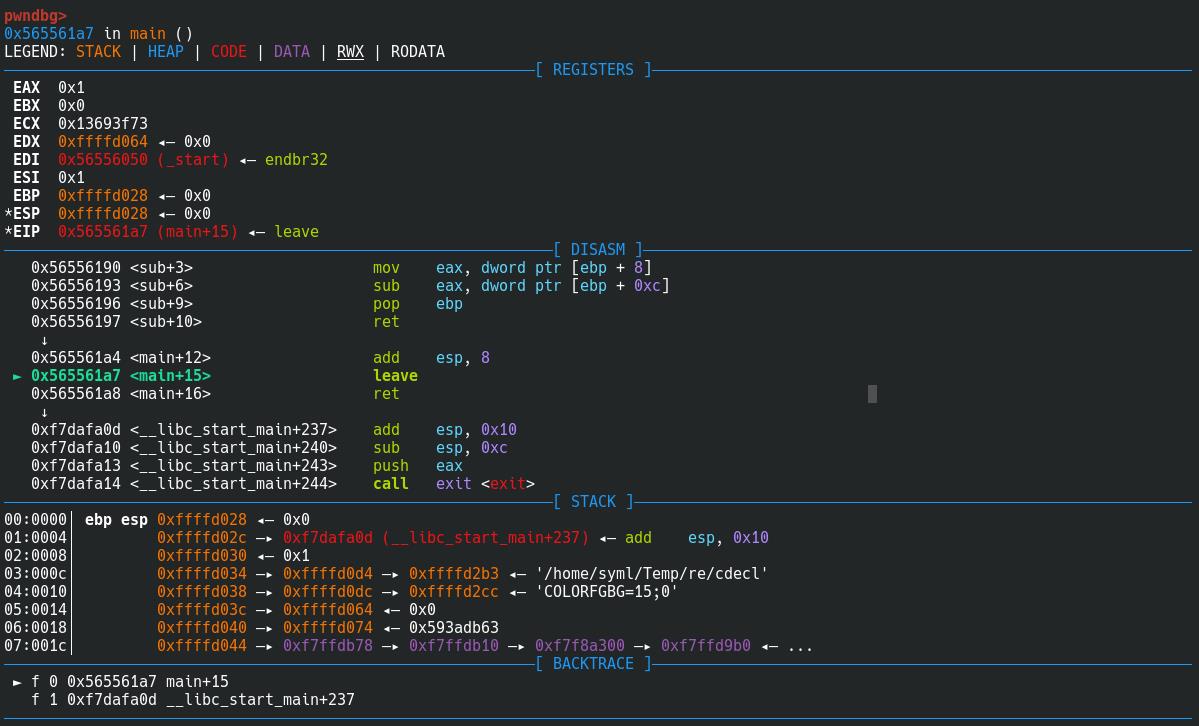 pwndbg>
0x565561a7 in main ()
LEGEND: STACK | HEAP | CODE | DATA | RWX | RODATA
[ REGISTERS ]
EAX  0x1
EBX  0x0
ECX  0x13693f73
EDX  0xffffd064 ◂— 0x0
EDI  0x56556050 (_start) ◂— endbr32
ESI  0x1
EBP  0xffffd028 ◂— 0x0
*ESP  0xffffd028 ◂— 0x0
*EIP  0x565561a7 (main+15) ◂— leave
[ DISASM ]
0x56556190 <sub+3>    mov    eax, dword ptr [ebp + 8]
0x56556193 <sub+6>    sub    eax, dword ptr [ebp + 0xc]
0x56556196 <sub+9>    pop    ebp
0x56556197 <sub+10>    ret
↓
0x565561a4 <main+12>    add    esp, 8
► 0x565561a7 <main+15>    leave
0x565561a8 <main+16>    ret
↓
0xf7dafa0d <__libc_start_main+237>    add    esp, 0x10
0xf7dafa10 <__libc_start_main+240>    sub    esp, 0xc
0xf7dafa13 <__libc_start_main+243>    push    eax
0xf7dafa14 <__libc_start_main+244>    call    exit <exit>
[ STACK ]
00:0000│ ebp esp 0xffffd028 ◂— 0x0
01:0004│ 0xffffd02c —▸ 0xf7dafa0d (__libc_start_main+237) ◂— add    esp, 0x10
02:0008│ 0xffffd030 ◂— 0x1
03:000c│ 0xffffd034 —▸ 0xffffd0d4 —▸ 0xffffd2b3 ◂— '/home/syml/Temp/re/cdecl'
04:0010│ 0xffffd038 —▸ 0xffffd0dc —▸ 0xffffd2cc ◂— 'COLORFGBG=15;0'
05:0014│ 0xffffd03c —▸ 0xffffd064 ◂— 0x0
06:0018│ 0xffffd040 —▸ 0xffffd074 ◂— 0x593adb63
07:001c│ 0xffffd044 —▸ 0xf7ffdb78 —▸ 0xf7ffdb10 —▸ 0xf7f8a300 —▸ 0xf7ffd9b0 ◂— ...
[ BACKTRACE ]
► f 0 0x565561a7 main+15
f 1 0xf7dafa0d __libc_start_main+237